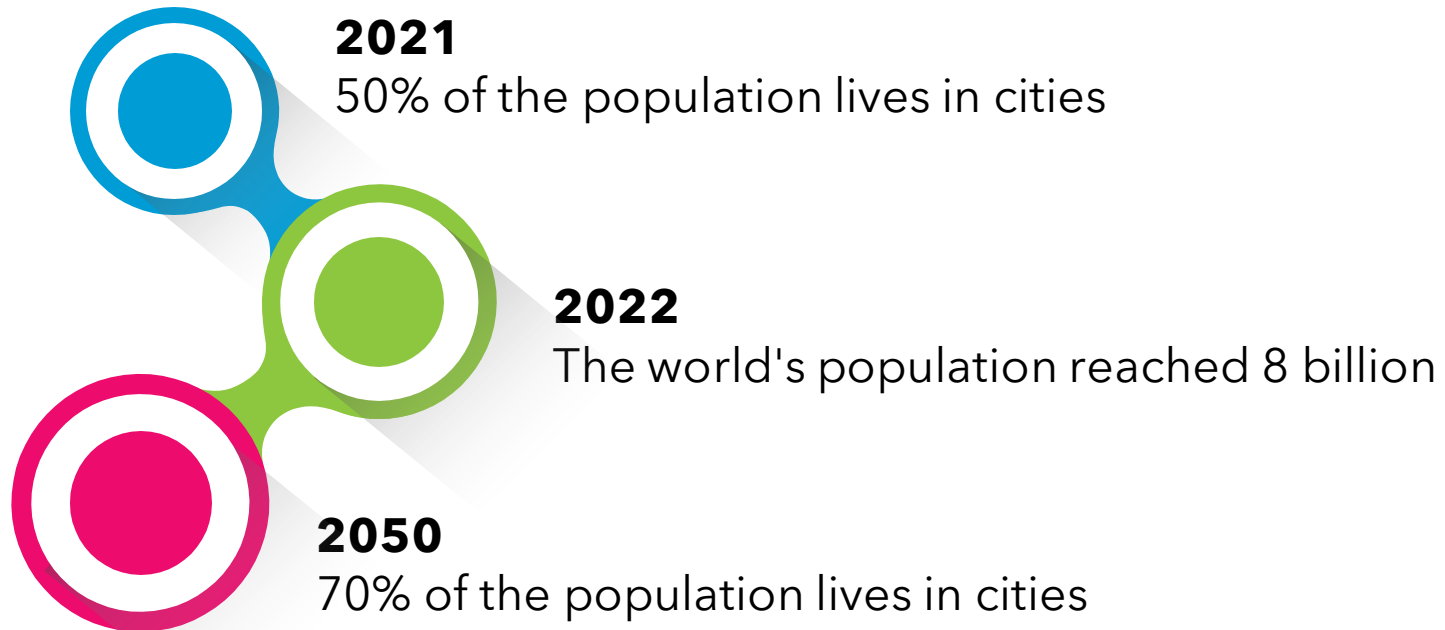 2021
50% of the population lives in cities
2022
The world's population reached 8 billion
2050
70% of the population lives in cities